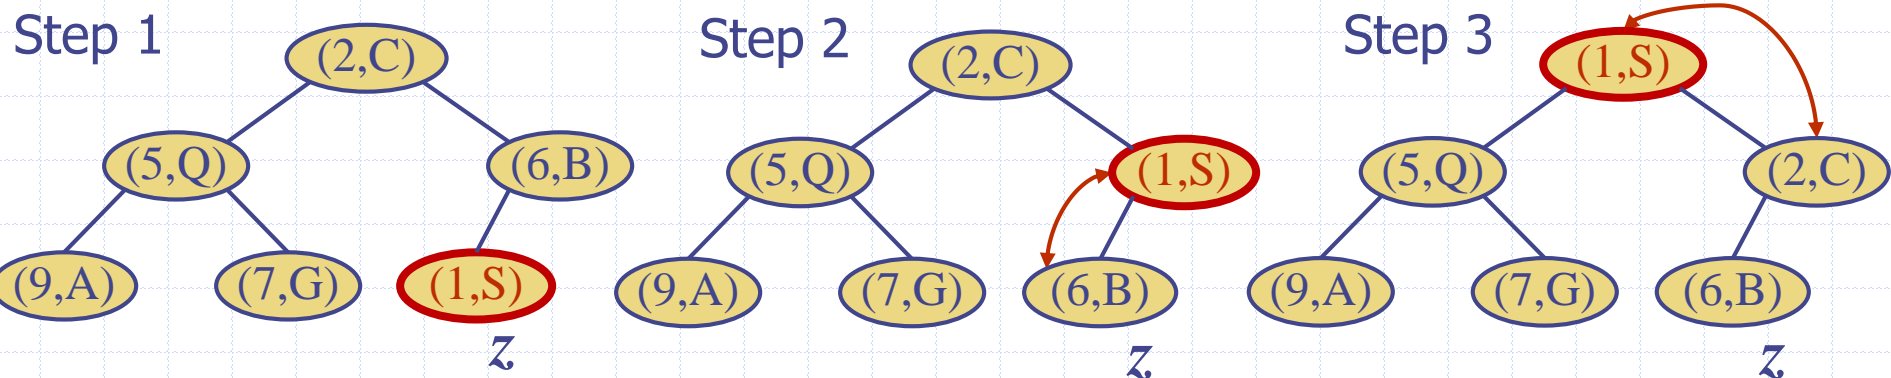 Step 1
(2,C)
(5,Q) (6,B)
(9,A) (7,G) (1,S)
z
Step 2
(2,C)
(5,Q) (1,S)
(9,A) (7,G) (6,B)
z
Step 3
(1,S)
(5,Q) (2,C)
(9,A) (7,G) (6,B)
z